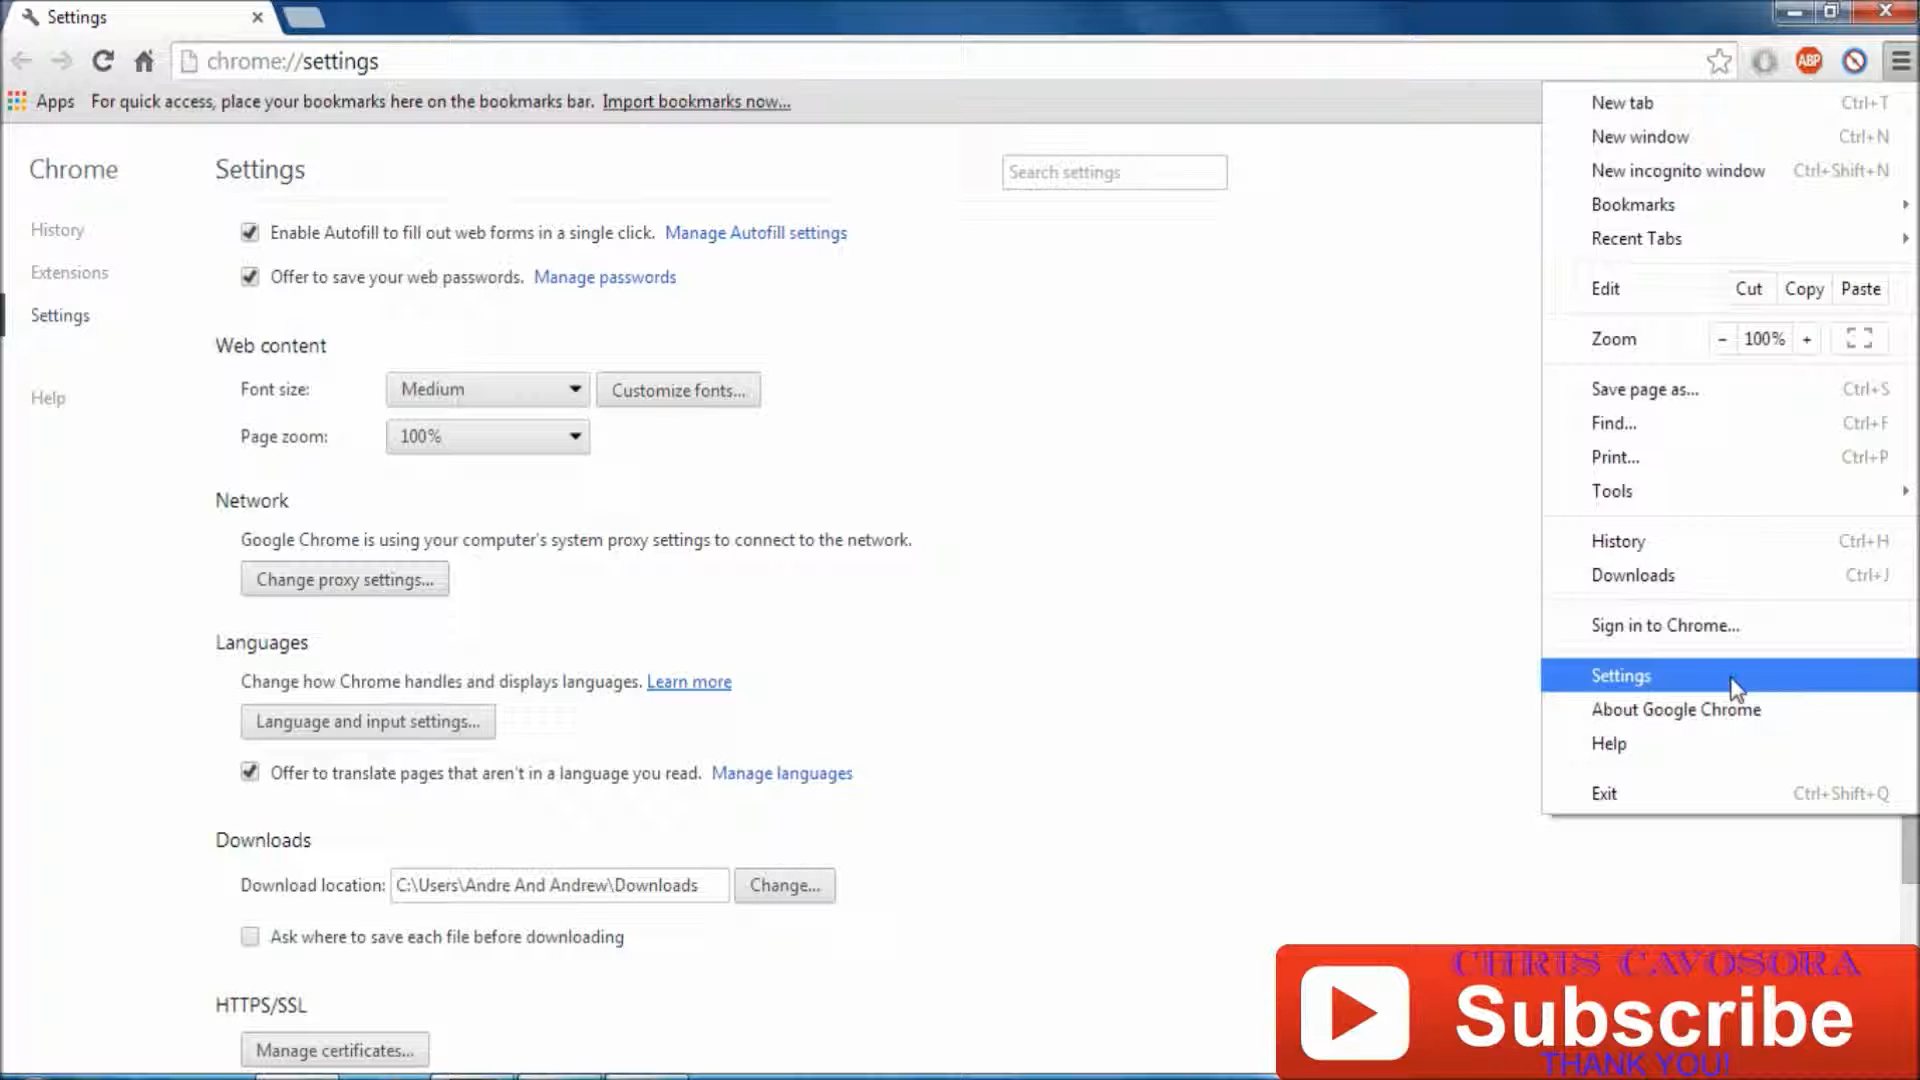 Settings
chrome://settings
ABP
Apps For quick access, place your bookmarks here on the bookmarks bar. Import bookmarks now...
Chrome
History
Extensions
Settings
Help
Settings
Search settings
Enable Autofill to fill out web forms in a single click. Manage Autofill settings
Offer to save your web passwords. Manage passwords
Web content
Font size: Medium Customize fonts...
Page zoom: 100%
Network
Google Chrome is using your computer's system proxy settings to connect to the network.
Change proxy settings...
Languages
Change how Chrome handles and displays languages. Learn more
Language and input settings...
Offer to translate pages that aren't in a language you read. Manage languages
Downloads
Download location: C:\Users\Andre And Andrew\Downloads Change...
Ask where to save each file before downloading
HTTPS/SSL
Manage certificates...
New tab Ctrl+T
New window Ctrl+N
New incognito window Ctrl+Shift+N
Bookmarks
Recent Tabs
Edit Cut Copy Paste
Zoom - 100% +
Save page as... Ctrl+S
Find... Ctrl+F
Print... Ctrl+P
Tools
History Ctrl+H
Downloads Ctrl+J
Sign in to Chrome...
Settings
About Google Chrome
Help
Exit Ctrl+Shift+Q
CHRIS CAVOSORA
Subscribe
THANK YOU!